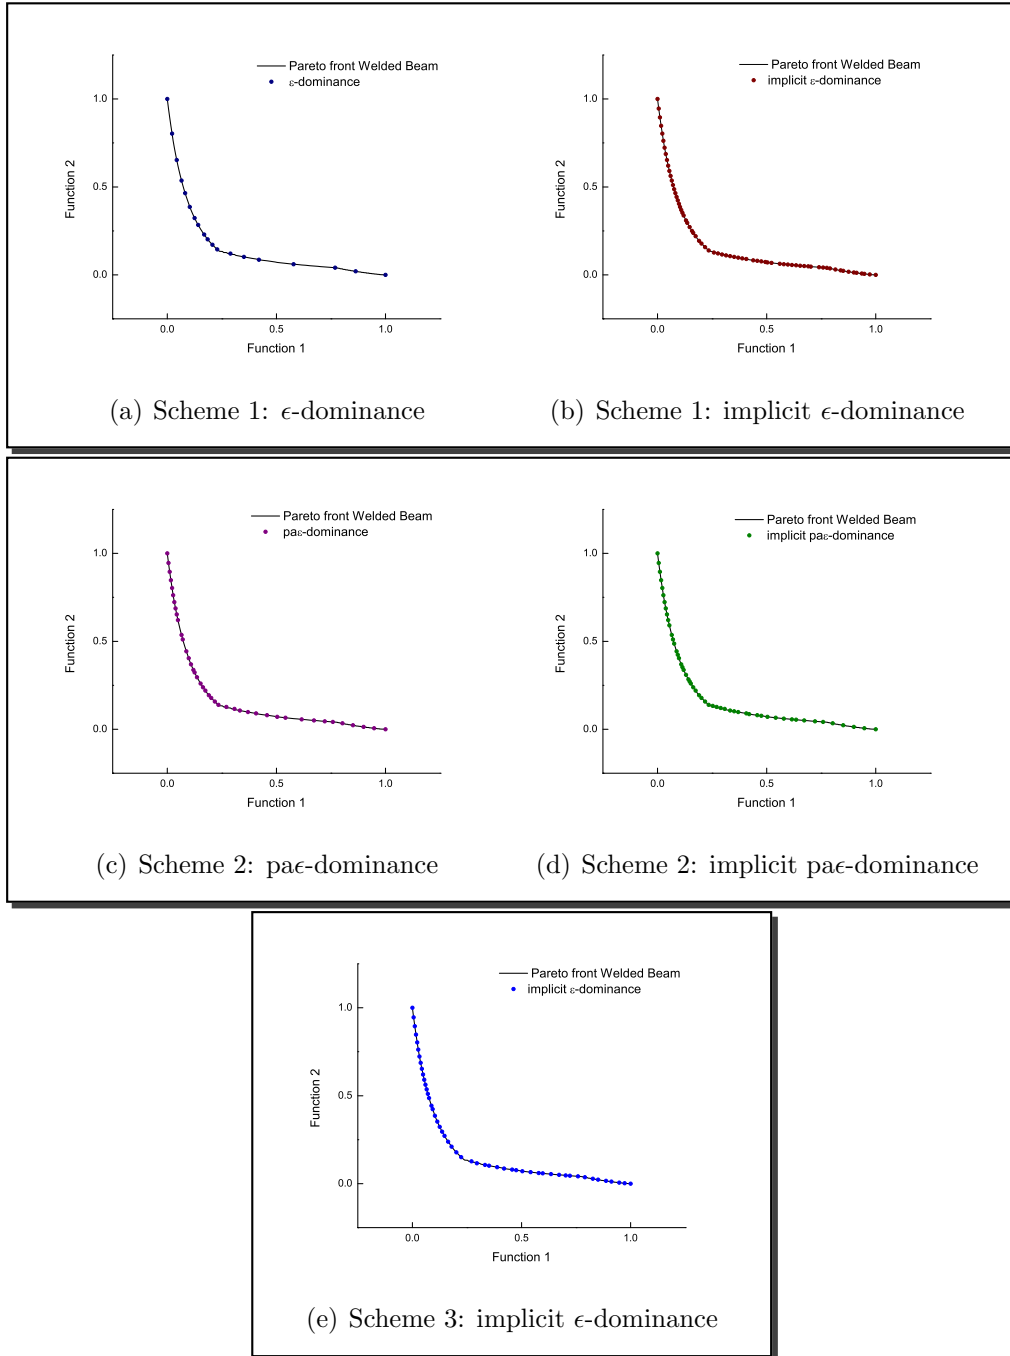 Pareto front Welded Beam
ε-dominance
1.0
0.5
0.0
Function 2
0.0 0.5 1.0
Function 1
(a) Scheme 1: ϵ-dominance
Pareto front Welded Beam
implicit ε-dominance
1.0
0.5
0.0
Function 2
0.0 0.5 1.0
Function 1
(b) Scheme 1: implicit ϵ-dominance
Pareto front Welded Beam
paε-dominance
1.0
0.5
0.0
Function 2
0.0 0.5 1.0
Function 1
(c) Scheme 2: paϵ-dominance
Pareto front Welded Beam
implicit paε-dominance
1.0
0.5
0.0
Function 2
0.0 0.5 1.0
Function 1
(d) Scheme 2: implicit paϵ-dominance
Pareto front Welded Beam
implicit ε-dominance
1.0
0.5
0.0
Function 2
0.0 0.5 1.0
Function 1
(e) Scheme 3: implicit ϵ-dominance